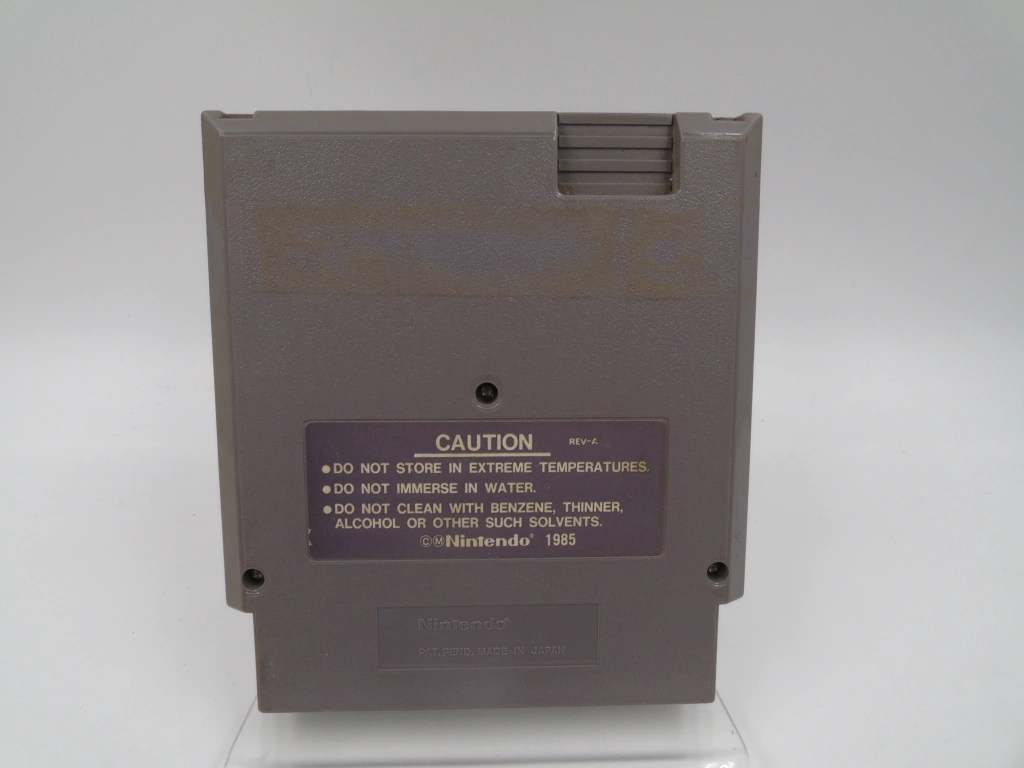 CAUTION REV-A
●DO NOT STORE IN EXTREME TEMPERATURES.
●DO NOT IMMERSE IN WATER.
●DO NOT CLEAN WITH BENZENE, THINNER,
ALCOHOL OR OTHER SUCH SOLVENTS.
©Ⓜ Nintendo® 1985
Nintendo®
PAT. PEND. MADE IN JAPAN